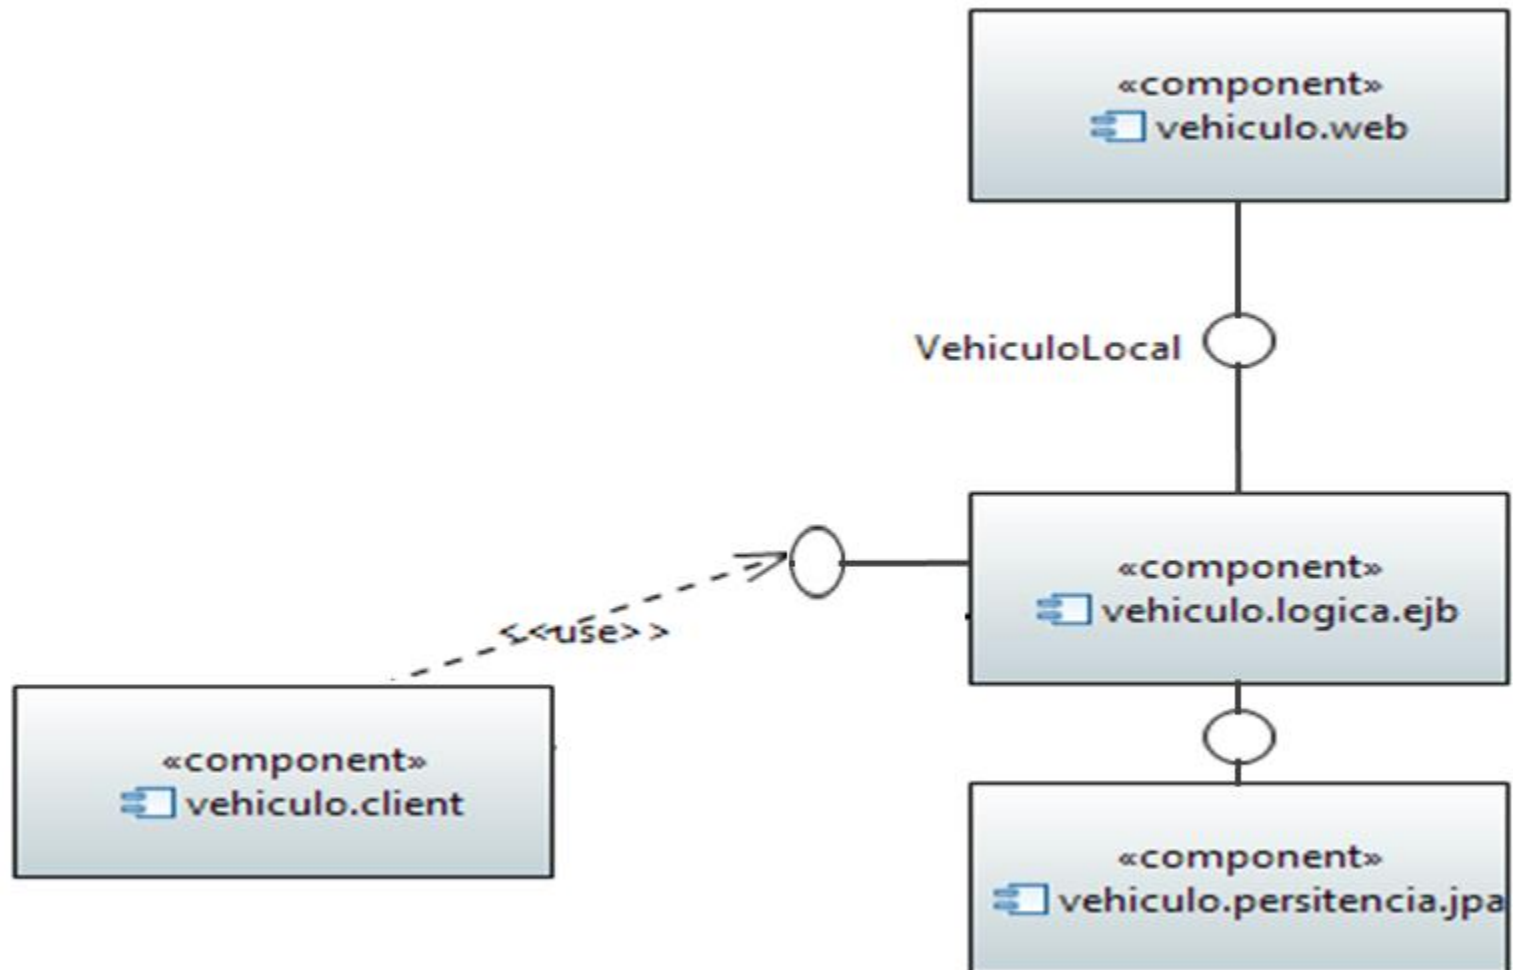 «component»
vehiculo.web
VehiculoLocal
«component»
vehiculo.logica.ejb
<<use>>
«component»
vehiculo.client
«component»
vehiculo.persitencia.jpa